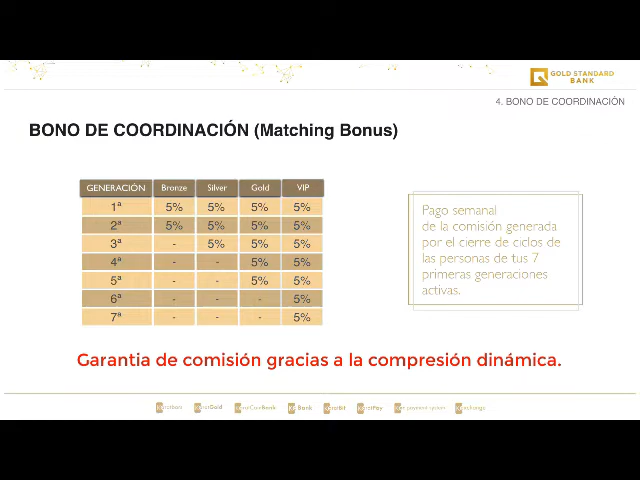 GOLD STANDARD
BANK
4. BONO DE COORDINACIÓN
BONO DE COORDINACIÓN (Matching Bonus)
GENERACIÓN Bronze Silver Gold VIP
1ª 5% 5% 5% 5%
2ª 5% 5% 5% 5%
3ª - 5% 5% 5%
4ª - - 5% 5%
5ª - - 5% 5%
6ª - - - 5%
7ª - - - 5%
Pago semanal
de la comisión generada
por el cierre de ciclos de
las personas de tus 7
primeras generaciones
activas.
Garantia de comisión gracias a la compresión dinámica.